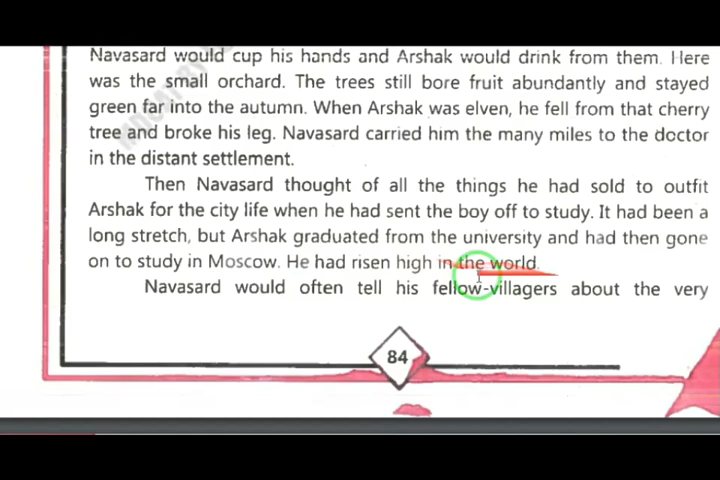 Navasard would cup his hands and Arshak would drink from them. Here
was the small orchard. The trees still bore fruit abundantly and stayed
green far into the autumn. When Arshak was elven, he fell from that cherry
tree and broke his leg. Navasard carried him the many miles to the doctor
in the distant settlement.
Then Navasard thought of all the things he had sold to outfit
Arshak for the city life when he had sent the boy off to study. It had been a
long stretch, but Arshak graduated from the university and had then gone
on to study in Moscow. He had risen high in the world.
Navasard would often tell his fellow-villagers about the very
84